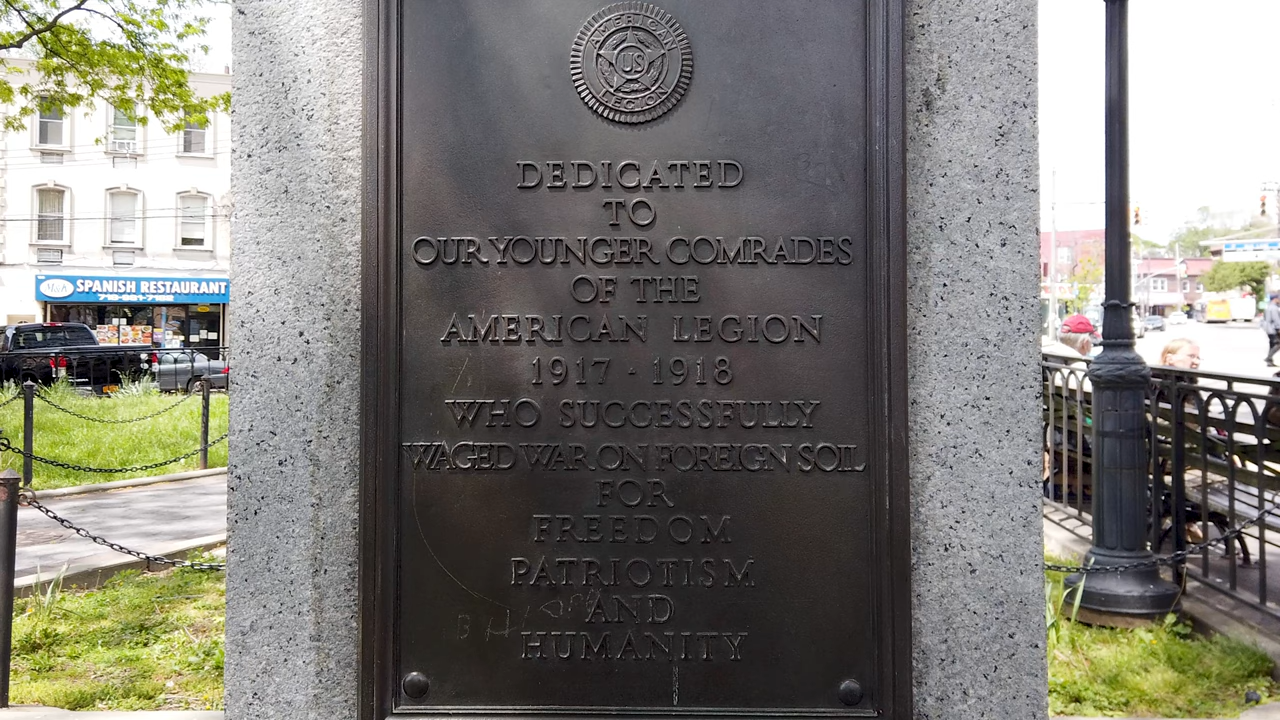 AMERICAN
US
LEGION
DEDICATED
TO
OUR YOUNGER COMRADES
OF THE
AMERICAN LEGION
1917 · 1918
WHO SUCCESSFULLY
WAGED WAR ON FOREIGN SOIL
FOR
FREEDOM
PATRIOTISM
AND
HUMANITY
SPANISH RESTAURANT